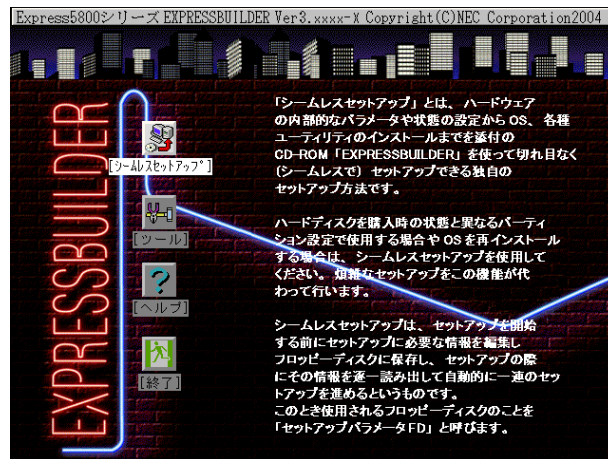 Express5800シリーズ EXPRESSBUILDER Ver3.xxxx-X Copyright(C)NEC Corporation2004
EXPRESSBUILDER
[シームレスセットアップ]
[ツール]
[ヘルプ]
[終了]
「シームレスセットアップ」とは、ハードウェア
の内部的なパラメータや状態の設定からOS、各種
ユーティリティのインストールまでを添付の
CD-ROM「EXPRESSBUILDER」を使って切れ目なく
(シームレスで) セットアップできる独自の
セットアップ方法です。
ハードディスクを購入時の状態と異なるパーティ
ション設定で使用する場合やOSを再インストール
する場合は、シームレスセットアップを使用して
ください。煩雑なセットアップをこの機能が代
わって行います。
シームレスセットアップは、セットアップを開始
する前にセットアップに必要な情報を編集し
フロッピーディスクに保存し、セットアップの際
にその情報を逐一読み出して自動的に一連のセッ
トアップを進めるというものです。
このとき使用されるフロッピーディスクのことを
「セットアップパラメータFD」と呼びます。